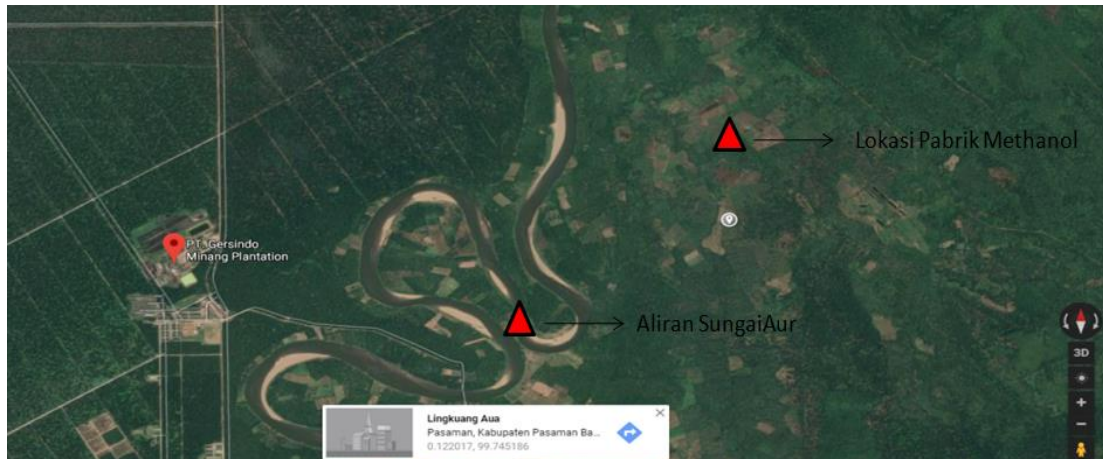 Lokasi Pabrik Methanol
PT. Gersindo
Minang Plantation
Aliran SungaiAur
3D
Lingkuang Aua
Pasaman, Kabupaten Pasaman Ba...
0.122017, 99.745186